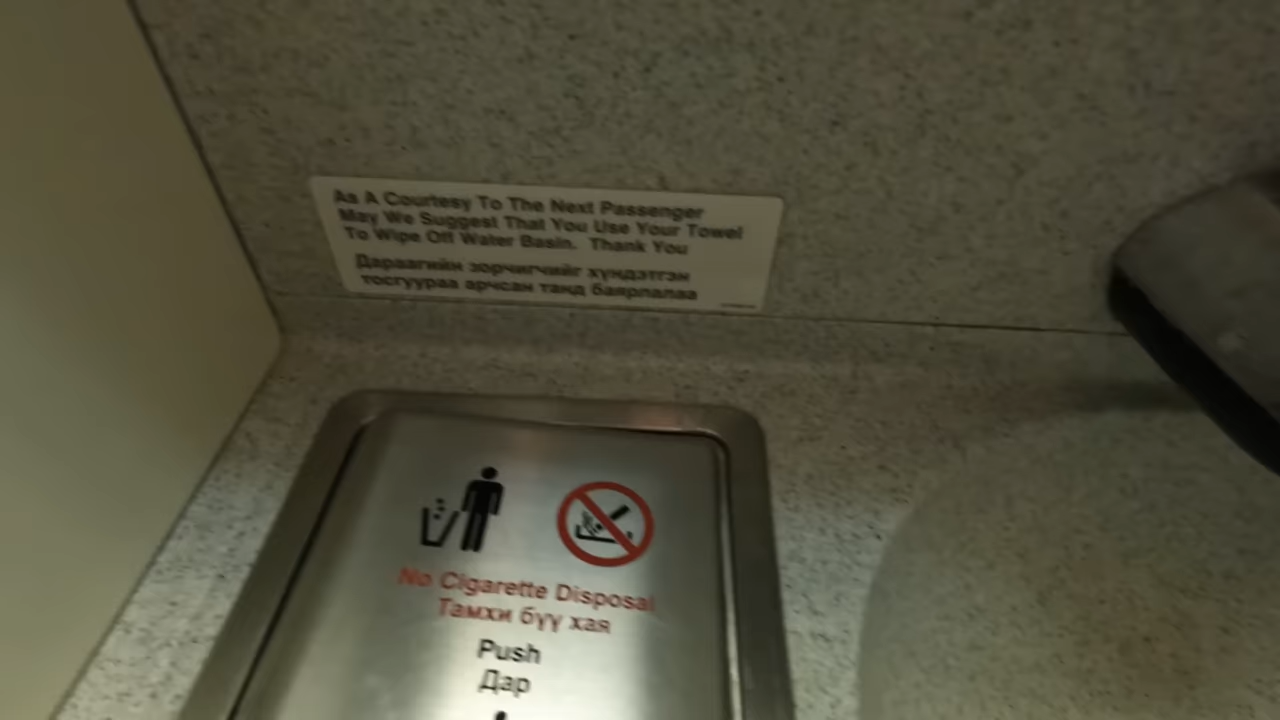 As A Courtesy To The Next Passenger
May We Suggest That You Use Your Towel
To Wipe Off Water Basin. Thank You
Дараагийн зорчигчийг хүндэтгэн
тосгуураа арчсан танд баярлалаа
No Cigarette Disposal
Тамхи бүү хая
Push
Дар